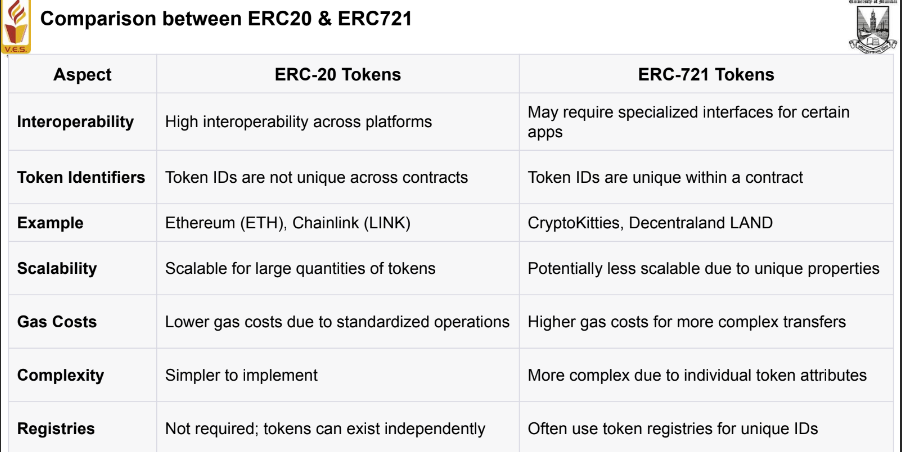 Comparison between ERC20 & ERC721
V.E.S.
Aspect
ERC-20 Tokens
ERC-721 Tokens
Interoperability
High interoperability across platforms
May require specialized interfaces for certain
apps
Token Identifiers
Token IDs are not unique across contracts
Token IDs are unique within a contract
Example
Ethereum (ETH), Chainlink (LINK)
CryptoKitties, Decentraland LAND
Scalability
Scalable for large quantities of tokens
Potentially less scalable due to unique properties
Gas Costs
Lower gas costs due to standardized operations
Higher gas costs for more complex transfers
Complexity
Simpler to implement
More complex due to individual token attributes
Registries
Not required; tokens can exist independently
Often use token registries for unique IDs